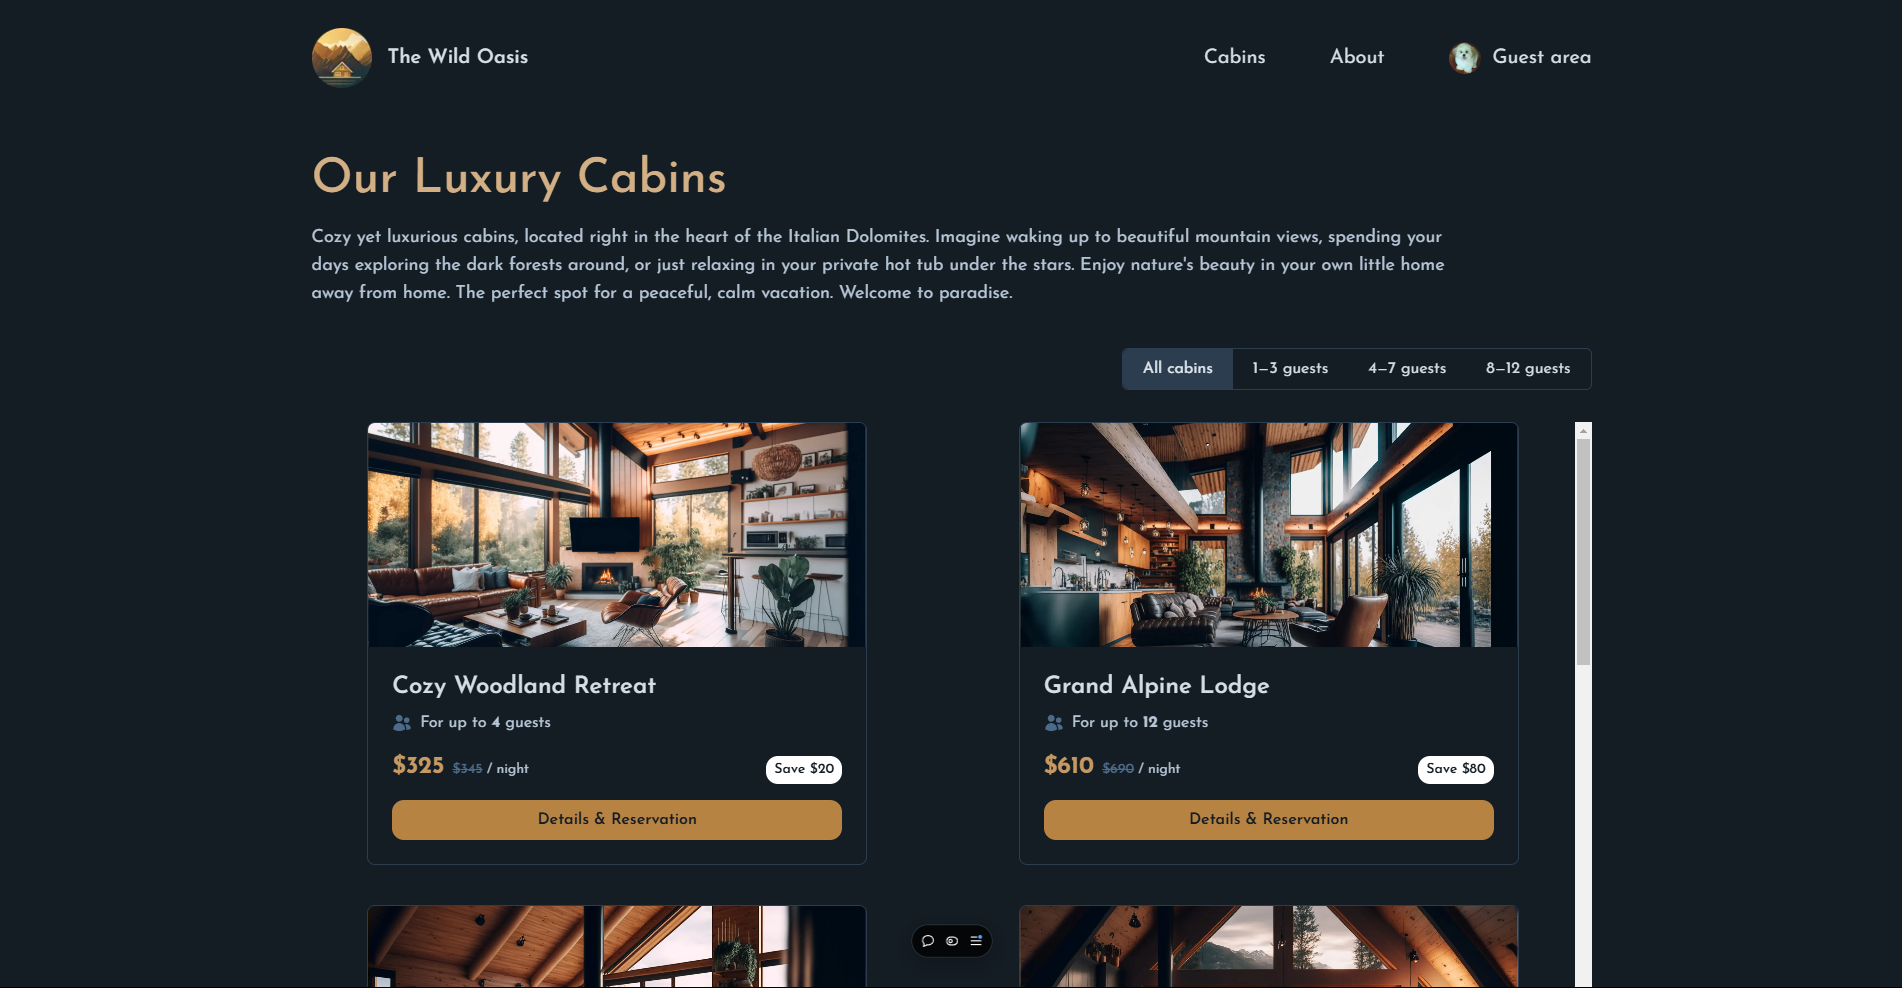 The Wild Oasis
Cabins
About
Guest area
Our Luxury Cabins
Cozy yet luxurious cabins, located right in the heart of the Italian Dolomites. Imagine waking up to beautiful mountain views, spending your
days exploring the dark forests around, or just relaxing in your private hot tub under the stars. Enjoy nature's beauty in your own little home
away from home. The perfect spot for a peaceful, calm vacation. Welcome to paradise.
All cabins
1—3 guests
4—7 guests
8—12 guests
Cozy Woodland Retreat
For up to 4 guests
$325 $345 / night
Save $20
Details & Reservation
Grand Alpine Lodge
For up to 12 guests
$610 $690 / night
Save $80
Details & Reservation